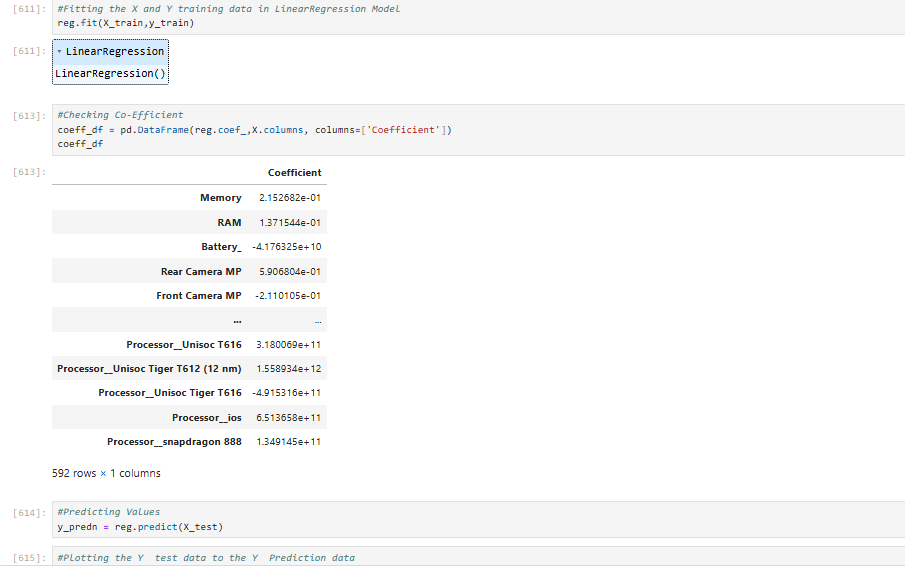 [611]: #Fitting the X and Y training data in LinearRegression Model
reg.fit(X_train,y_train)
[611]: ▾ LinearRegression
LinearRegression()
[613]: #Checking Co-Efficient
coeff_df = pd.DataFrame(reg.coef_,X.columns, columns=['Coefficient'])
coeff_df
[613]: Coefficient
Memory 2.152682e-01
RAM 1.371544e-01
Battery_ -4.176325e+10
Rear Camera MP 5.906804e-01
Front Camera MP -2.110105e-01
... ...
Processor__Unisoc T616 3.180069e+11
Processor__Unisoc Tiger T612 (12 nm) 1.558934e+12
Processor__Unisoc Tiger T616 -4.915316e+11
Processor__ios 6.513658e+11
Processor__snapdragon 888 1.349145e+11
592 rows × 1 columns
[614]: #Predicting Values
y_predn = reg.predict(X_test)
[615]: #Plotting the Y  test data to the Y  Prediction data